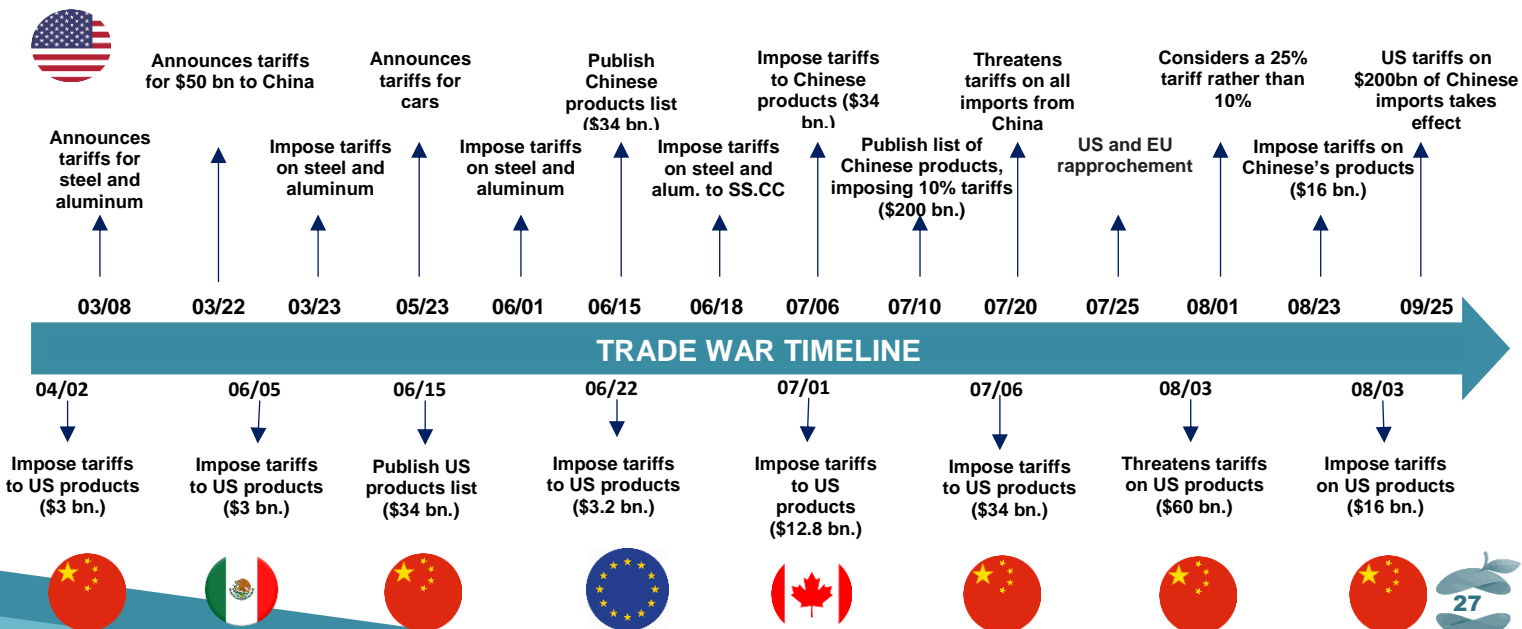 Announces tariffs
for $50 bn to China
Announces
tariffs for
cars
Publish
Chinese
products list
($34 bn.)
Impose tariffs
to Chinese
products ($34
bn.)
Threatens
tariffs on all
imports from
China
Considers a 25%
tariff rather than
10%
US tariffs on
$200bn of Chinese
imports takes
effect
Announces
tariffs for
steel and
aluminum
Impose tariffs
on steel and
aluminum
Impose tariffs
on steel and
aluminum
Impose tariffs
on steel and
alum. to SS.CC
Publish list of
Chinese products,
imposing 10% tariffs
($200 bn.)
US and EU
rapprochement
Impose tariffs on
Chinese's products
($16 bn.)
03/08 03/22 03/23 05/23 06/01 06/15 06/18 07/06 07/10 07/20 07/25 08/01 08/23 09/25
TRADE WAR TIMELINE
04/02 06/05 06/15 06/22 07/01 07/06 08/03 08/03
Impose tariffs
to US products
($3 bn.)
Impose tariffs
to US products
($3 bn.)
Publish US
products list
($34 bn.)
Impose tariffs
to US products
($3.2 bn.)
Impose tariffs
to US
products
($12.8 bn.)
Impose tariffs
to US products
($34 bn.)
Threatens tariffs
on US products
($60 bn.)
Impose tariffs
on US products
($16 bn.)
27